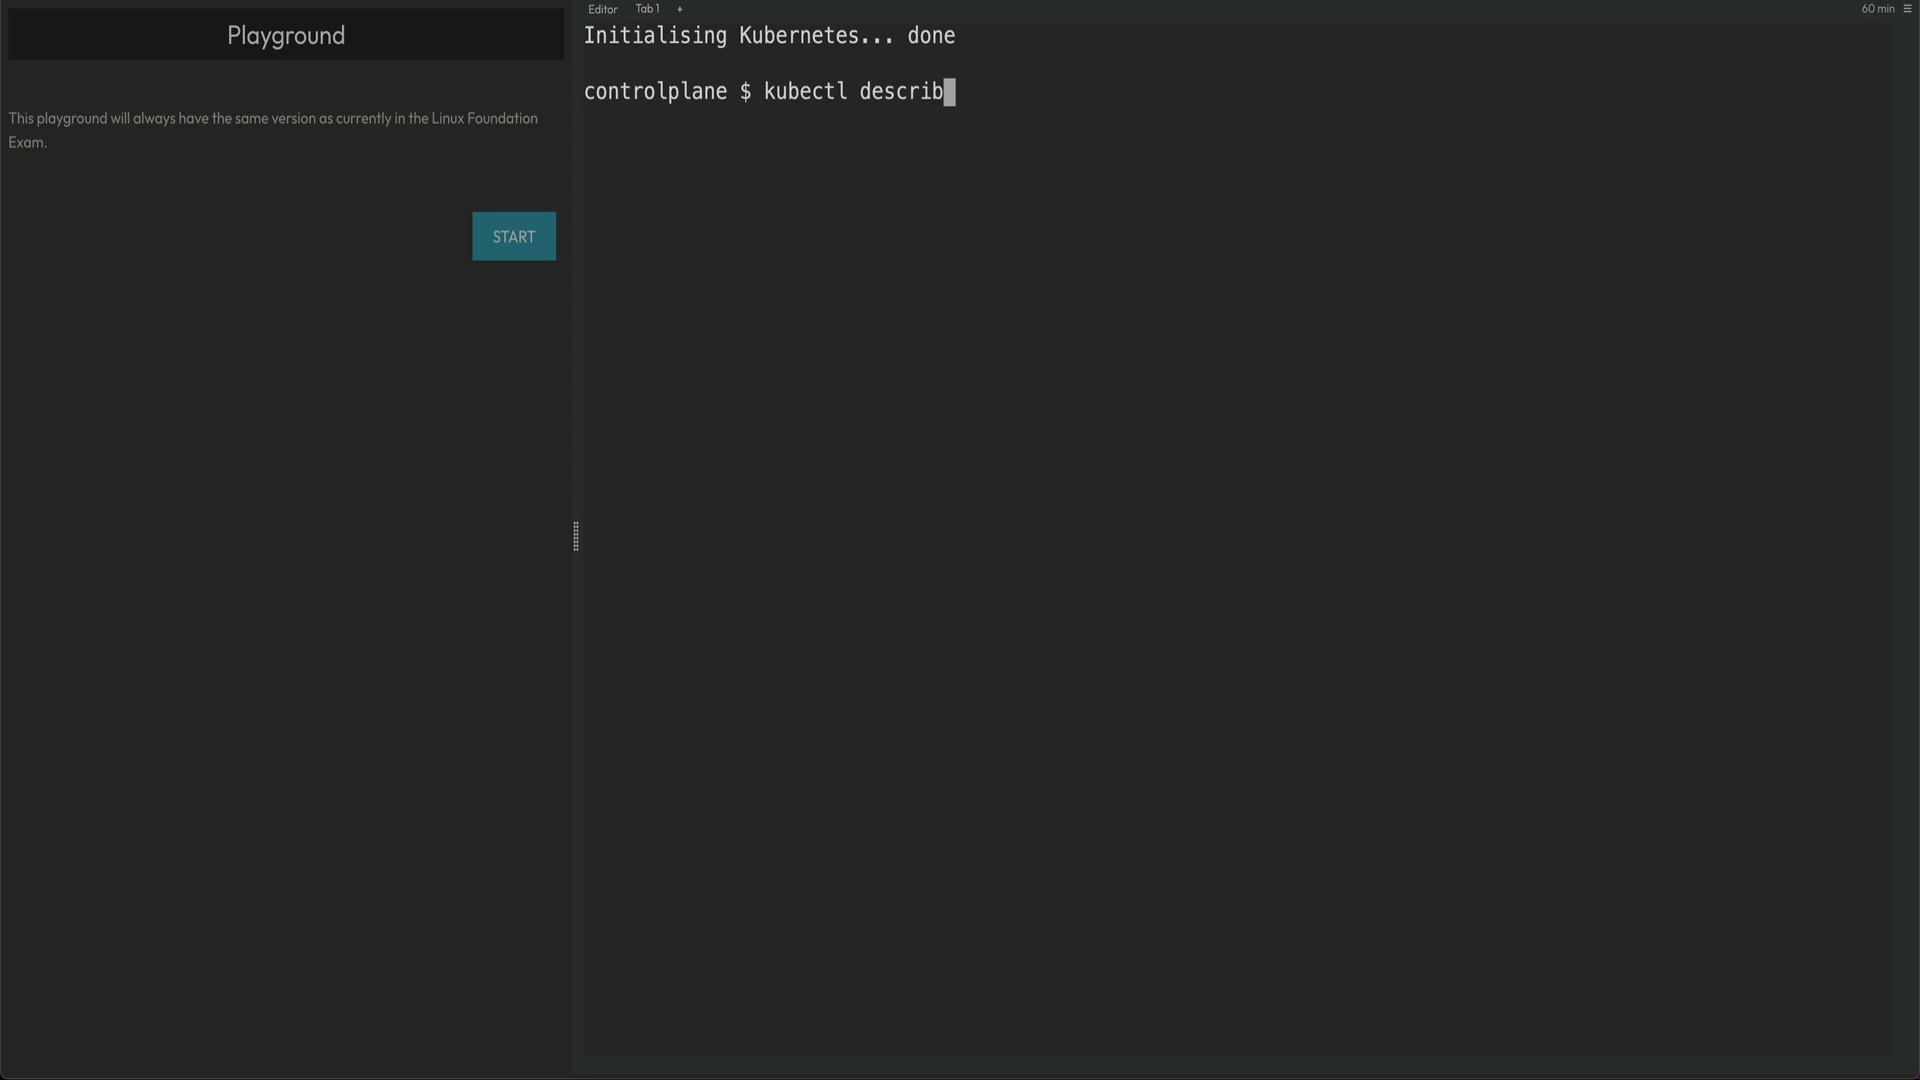 Playground
This playground will always have the same version as currently in the Linux Foundation
Exam.
START
Editor Tab 1 +
60 min ☰
Initialising Kubernetes... done
controlplane $ kubectl describ